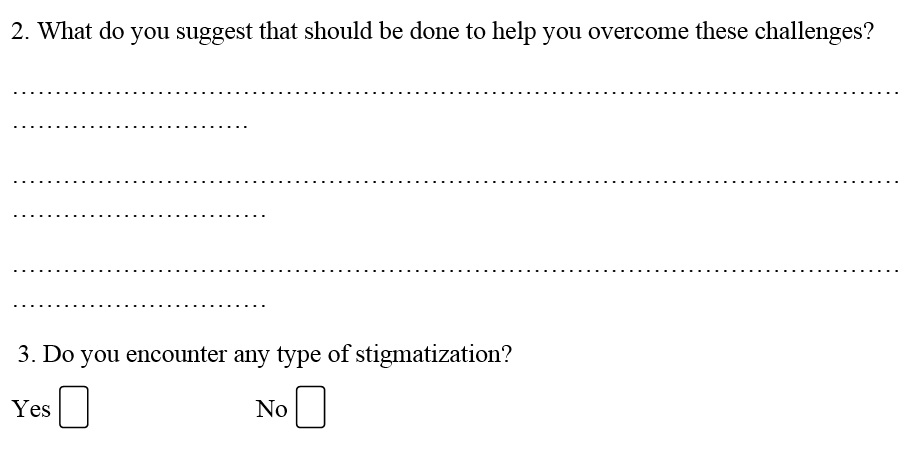 2. What do you suggest that should be done to help you overcome these challenges?
........................................................................................................
............................
........................................................................................................
..............................
........................................................................................................
..............................
3. Do you encounter any type of stigmatization?
Yes No